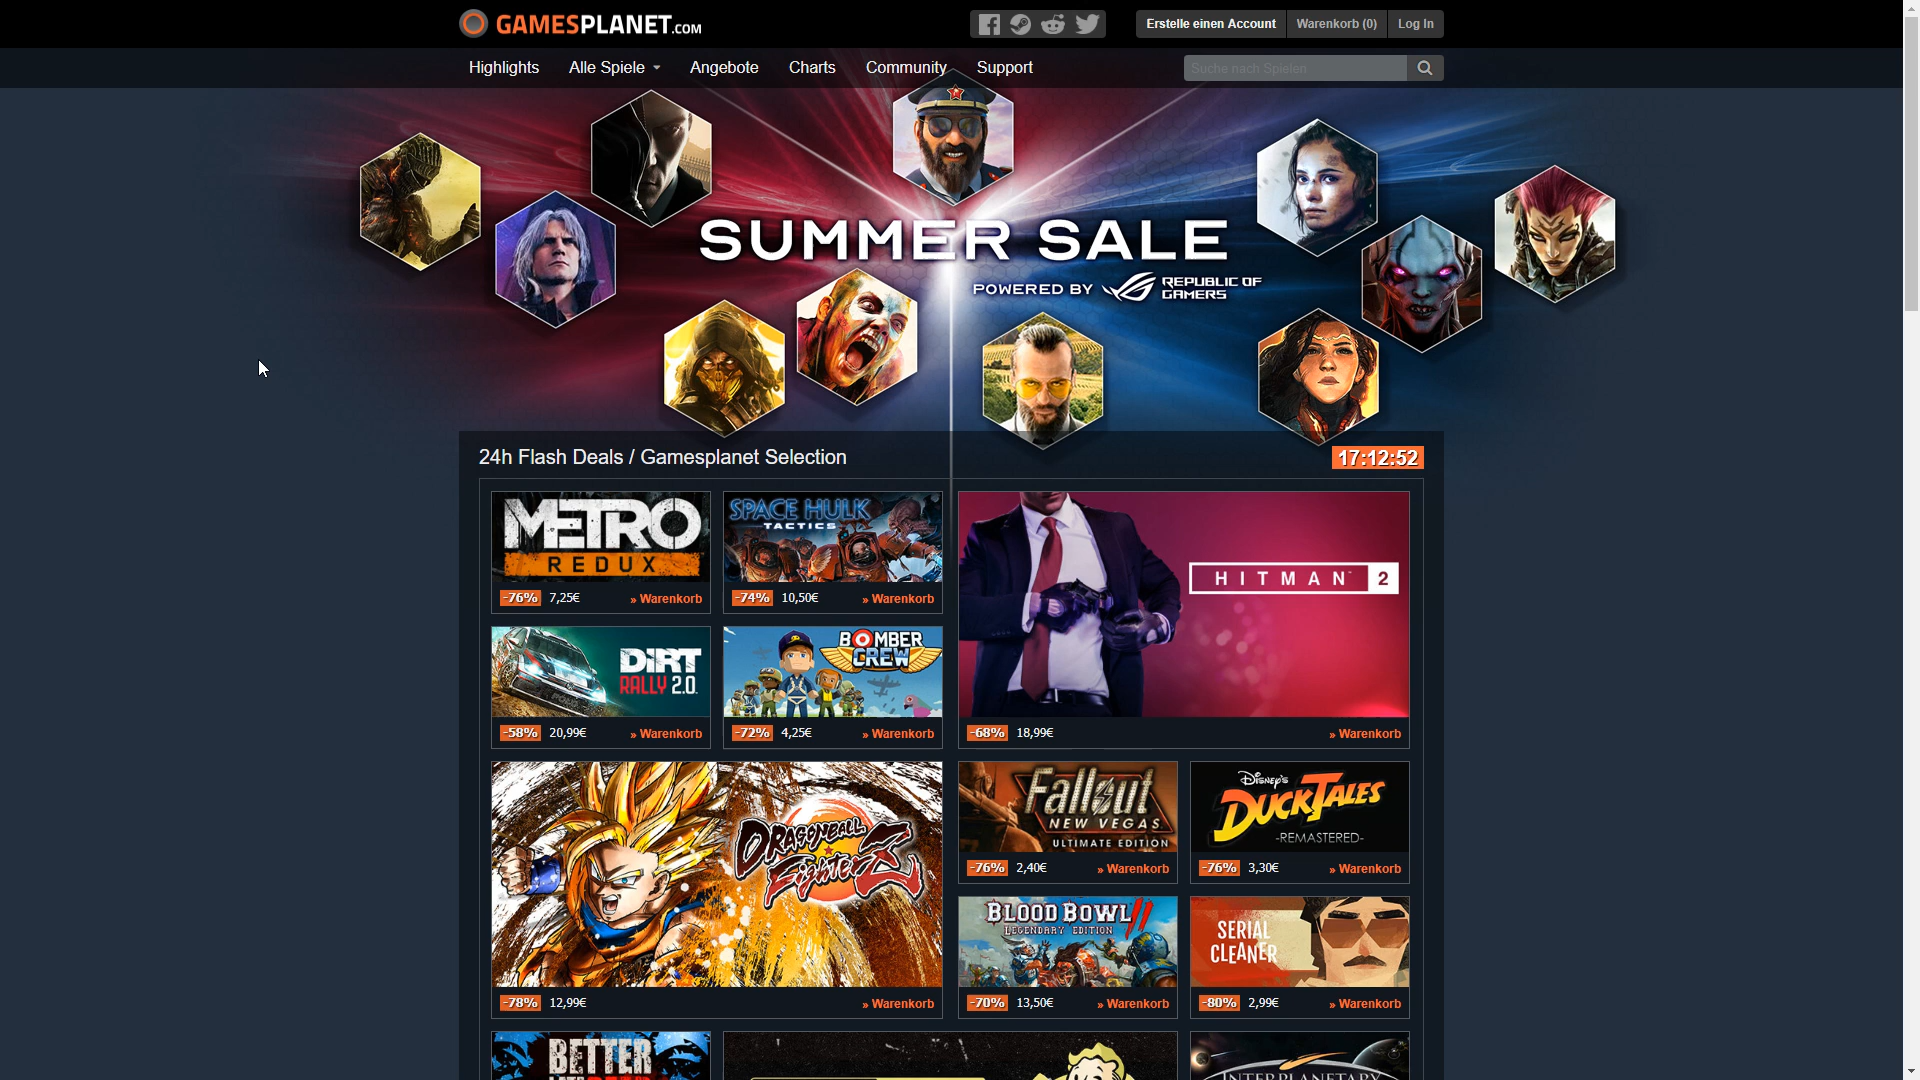 GAMESPLANET.COM
Erstelle einen Account
Warenkorb (0)
Log In
Highlights
Alle Spiele
Angebote
Charts
Community
Support
Suche nach Spielen
SUMMER SALE
POWERED BY
REPUBLIC OF
GAMERS
24h Flash Deals / Gamesplanet Selection
17:12:52
METRO
REDUX
-76% 7,25€ » Warenkorb
SPACE HULK
TACTICS
-74% 10,50€ » Warenkorb
HITMAN 2
-68% 18,99€ » Warenkorb
DiRT
RALLY 2.0
-58% 20,99€ » Warenkorb
BOMBER
CREW
-72% 4,25€ » Warenkorb
DRAGONBALL
FighterZ
-78% 12,99€ » Warenkorb
Fallout
NEW VEGAS
ULTIMATE EDITION
-76% 2,40€ » Warenkorb
DISNEY'S
DUCKTALES
-REMASTERED-
-76% 3,30€ » Warenkorb
BLOOD BOWL II
LEGENDARY EDITION
-70% 13,50€ » Warenkorb
SERIAL
CLEANER
-80% 2,99€ » Warenkorb
BETTER
INTERPLANETARY